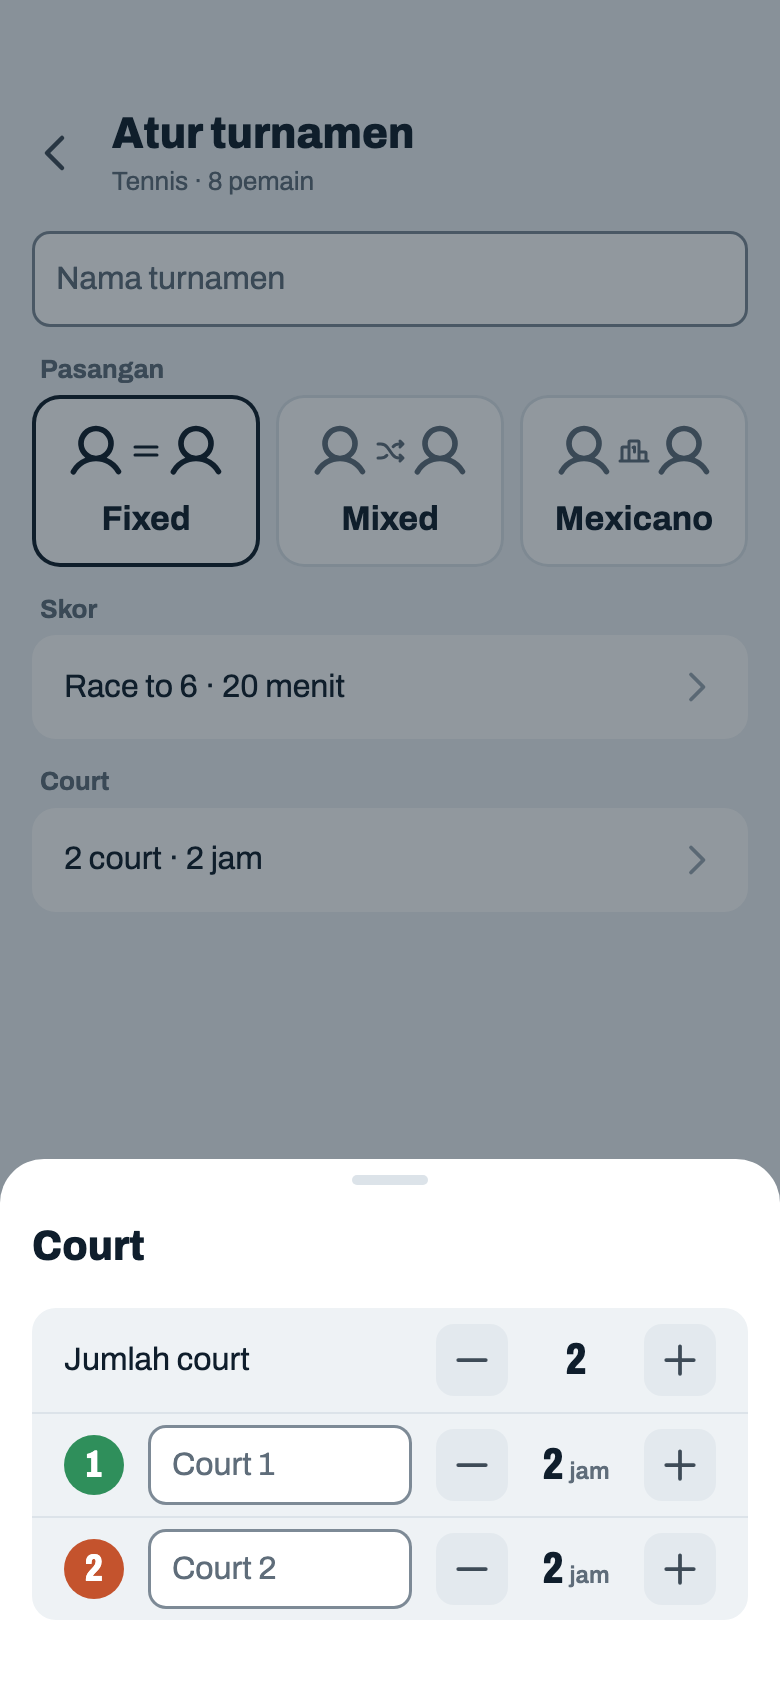 Atur turnamen
Tennis · 8 pemain
Nama turnamen
Pasangan
Fixed
Mixed
Mexicano
Skor
Race to 6 · 20 menit
Court
2 court · 2 jam
Court
Jumlah court
2
1
Court 1
2 jam
2
Court 2
2 jam